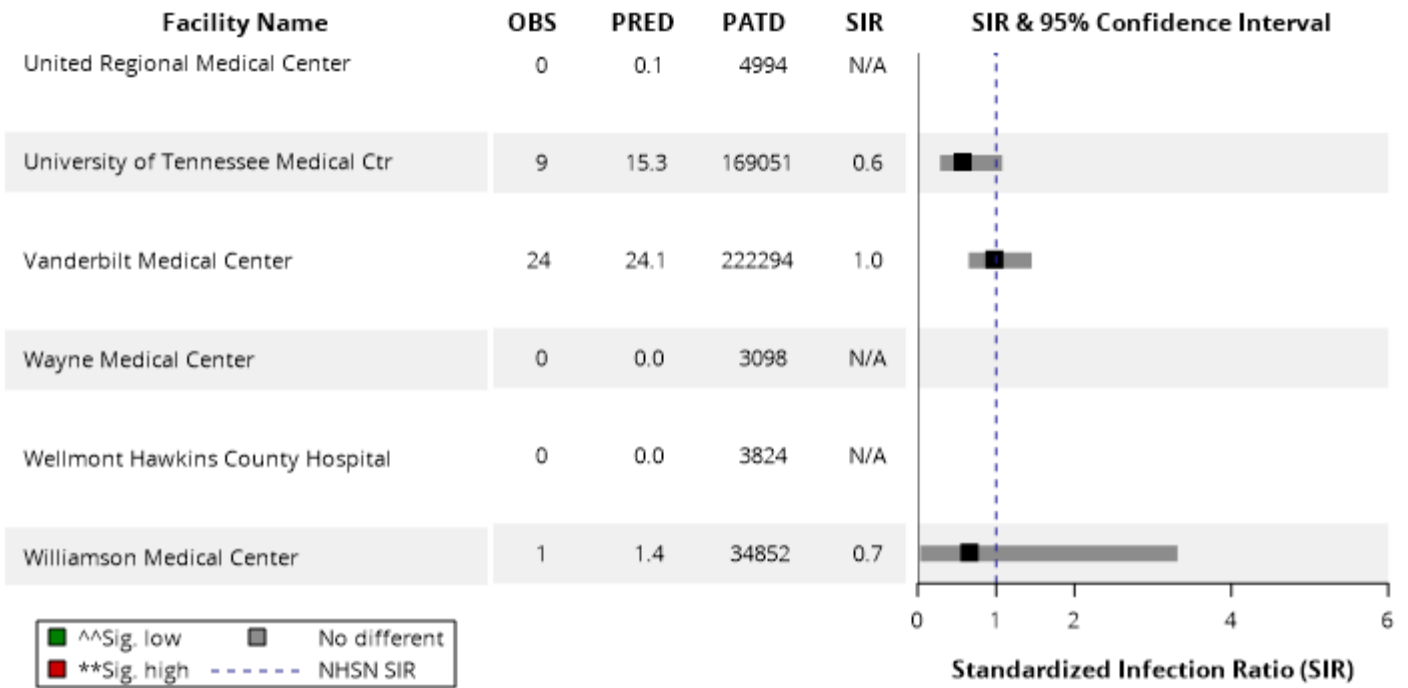 Facility Name OBS PRED PATD SIR SIR & 95% Confidence Interval
United Regional Medical Center 0 0.1 4994 N/A
University of Tennessee Medical Ctr 9 15.3 169051 0.6
Vanderbilt Medical Center 24 24.1 222294 1.0
Wayne Medical Center 0 0.0 3098 N/A
Wellmont Hawkins County Hospital 0 0.0 3824 N/A
Williamson Medical Center 1 1.4 34852 0.7
0 1 2 4 6
^^Sig. low No different
**Sig. high NHSN SIR
Standardized Infection Ratio (SIR)